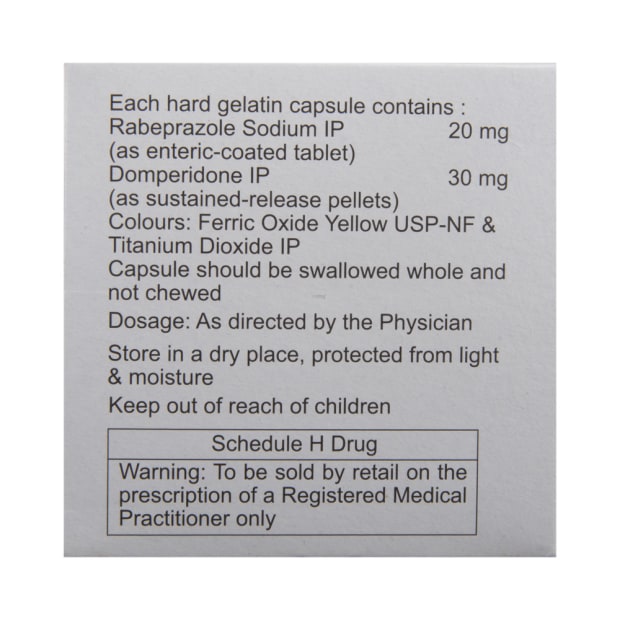 Each hard gelatin capsule contains :
Rabeprazole Sodium IP 20 mg
(as enteric-coated tablet)
Domperidone IP 30 mg
(as sustained-release pellets)
Colours: Ferric Oxide Yellow USP-NF &
Titanium Dioxide IP
Capsule should be swallowed whole and
not chewed
Dosage: As directed by the Physician
Store in a dry place, protected from light
& moisture
Keep out of reach of children
Schedule H Drug
Warning: To be sold by retail on the
prescription of a Registered Medical
Practitioner only